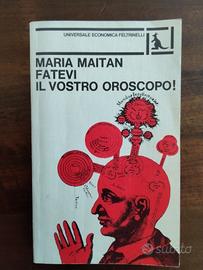 UNIVERSALE ECONOMICA FELTRINELLI
MARIA MAITAN
FATEVI
IL VOSTRO OROSCOPO!
subito